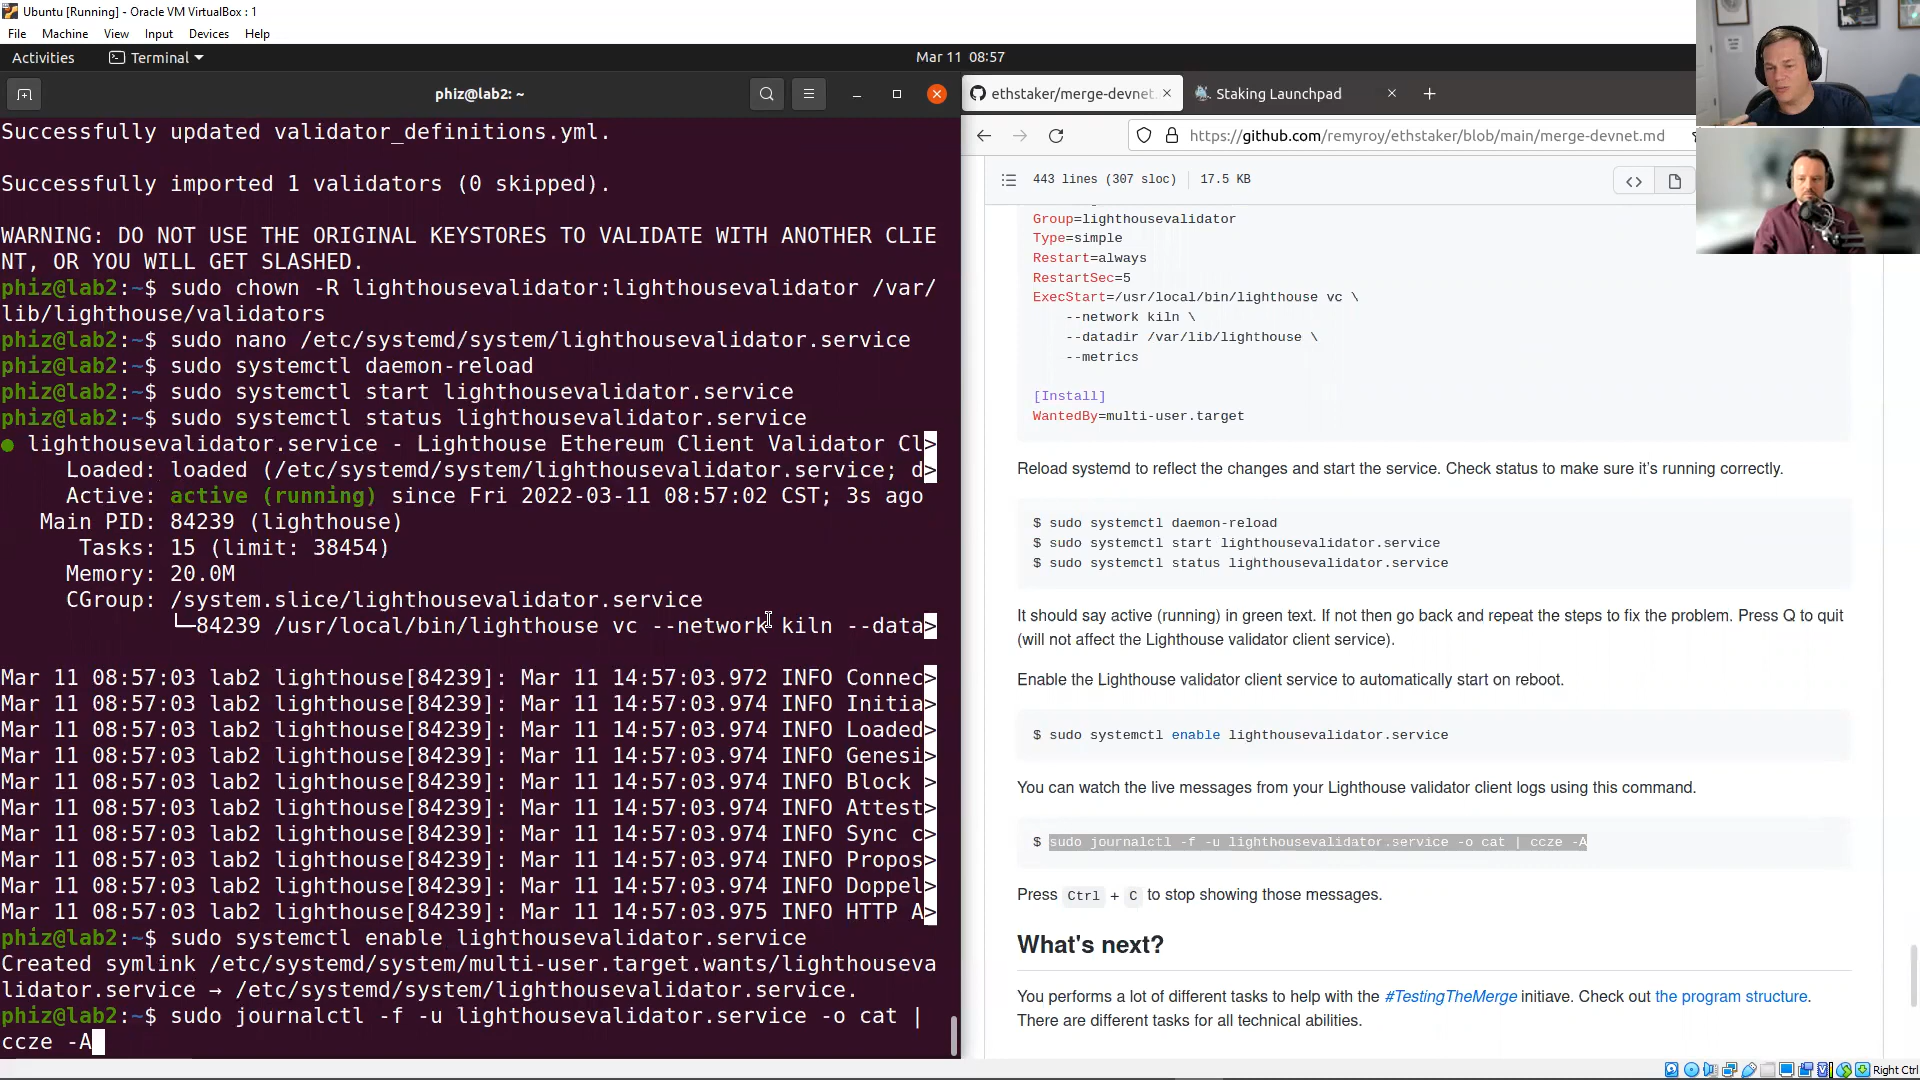 Ubuntu [Running] - Oracle VM VirtualBox : 1
File Machine View Input Devices Help
Activities Terminal Mar 11 08:57
phiz@lab2: ~
Successfully updated validator_definitions.yml.
Successfully imported 1 validators (0 skipped).
WARNING: DO NOT USE THE ORIGINAL KEYSTORES TO VALIDATE WITH ANOTHER CLIE
NT, OR YOU WILL GET SLASHED.
phiz@lab2:~$ sudo chown -R lighthousevalidator:lighthousevalidator /var/
lib/lighthouse/validators
phiz@lab2:~$ sudo nano /etc/systemd/system/lighthousevalidator.service
phiz@lab2:~$ sudo systemctl daemon-reload
phiz@lab2:~$ sudo systemctl start lighthousevalidator.service
phiz@lab2:~$ sudo systemctl status lighthousevalidator.service
● lighthousevalidator.service - Lighthouse Ethereum Client Validator Cl>
Loaded: loaded (/etc/systemd/system/lighthousevalidator.service; d>
Active: active (running) since Fri 2022-03-11 08:57:02 CST; 3s ago
Main PID: 84239 (lighthouse)
Tasks: 15 (limit: 38454)
Memory: 20.0M
CGroup: /system.slice/lighthousevalidator.service
└─84239 /usr/local/bin/lighthouse vc --network kiln --data>
Mar 11 08:57:03 lab2 lighthouse[84239]: Mar 11 14:57:03.972 INFO Connec>
Mar 11 08:57:03 lab2 lighthouse[84239]: Mar 11 14:57:03.974 INFO Initia>
Mar 11 08:57:03 lab2 lighthouse[84239]: Mar 11 14:57:03.974 INFO Loaded>
Mar 11 08:57:03 lab2 lighthouse[84239]: Mar 11 14:57:03.974 INFO Genesi>
Mar 11 08:57:03 lab2 lighthouse[84239]: Mar 11 14:57:03.974 INFO Block >
Mar 11 08:57:03 lab2 lighthouse[84239]: Mar 11 14:57:03.974 INFO Attest>
Mar 11 08:57:03 lab2 lighthouse[84239]: Mar 11 14:57:03.974 INFO Sync c>
Mar 11 08:57:03 lab2 lighthouse[84239]: Mar 11 14:57:03.974 INFO Propos>
Mar 11 08:57:03 lab2 lighthouse[84239]: Mar 11 14:57:03.974 INFO Doppel>
Mar 11 08:57:03 lab2 lighthouse[84239]: Mar 11 14:57:03.975 INFO HTTP A>
phiz@lab2:~$ sudo systemctl enable lighthousevalidator.service
Created symlink /etc/systemd/system/multi-user.target.wants/lighthouseva
lidator.service → /etc/systemd/system/lighthousevalidator.service.
phiz@lab2:~$ sudo journalctl -f -u lighthousevalidator.service -o cat |
ccze -A
ethstaker/merge-devnet. Staking Launchpad
https://github.com/remyroy/ethstaker/blob/main/merge-devnet.md
443 lines (307 sloc) 17.5 KB
Group=lighthousevalidator
Type=simple
Restart=always
RestartSec=5
ExecStart=/usr/local/bin/lighthouse vc \
--network kiln \
--datadir /var/lib/lighthouse \
--metrics
[Install]
WantedBy=multi-user.target
Reload systemd to reflect the changes and start the service. Check status to make sure it’s running correctly.
$ sudo systemctl daemon-reload
$ sudo systemctl start lighthousevalidator.service
$ sudo systemctl status lighthousevalidator.service
It should say active (running) in green text. If not then go back and repeat the steps to fix the problem. Press Q to quit
(will not affect the Lighthouse validator client service).
Enable the Lighthouse validator client service to automatically start on reboot.
$ sudo systemctl enable lighthousevalidator.service
You can watch the live messages from your Lighthouse validator client logs using this command.
$ sudo journalctl -f -u lighthousevalidator.service -o cat | ccze -A
Press Ctrl + C to stop showing those messages.
What's next?
You performs a lot of different tasks to help with the #TestingTheMerge initiave. Check out the program structure.
There are different tasks for all technical abilities.
Right Ctrl